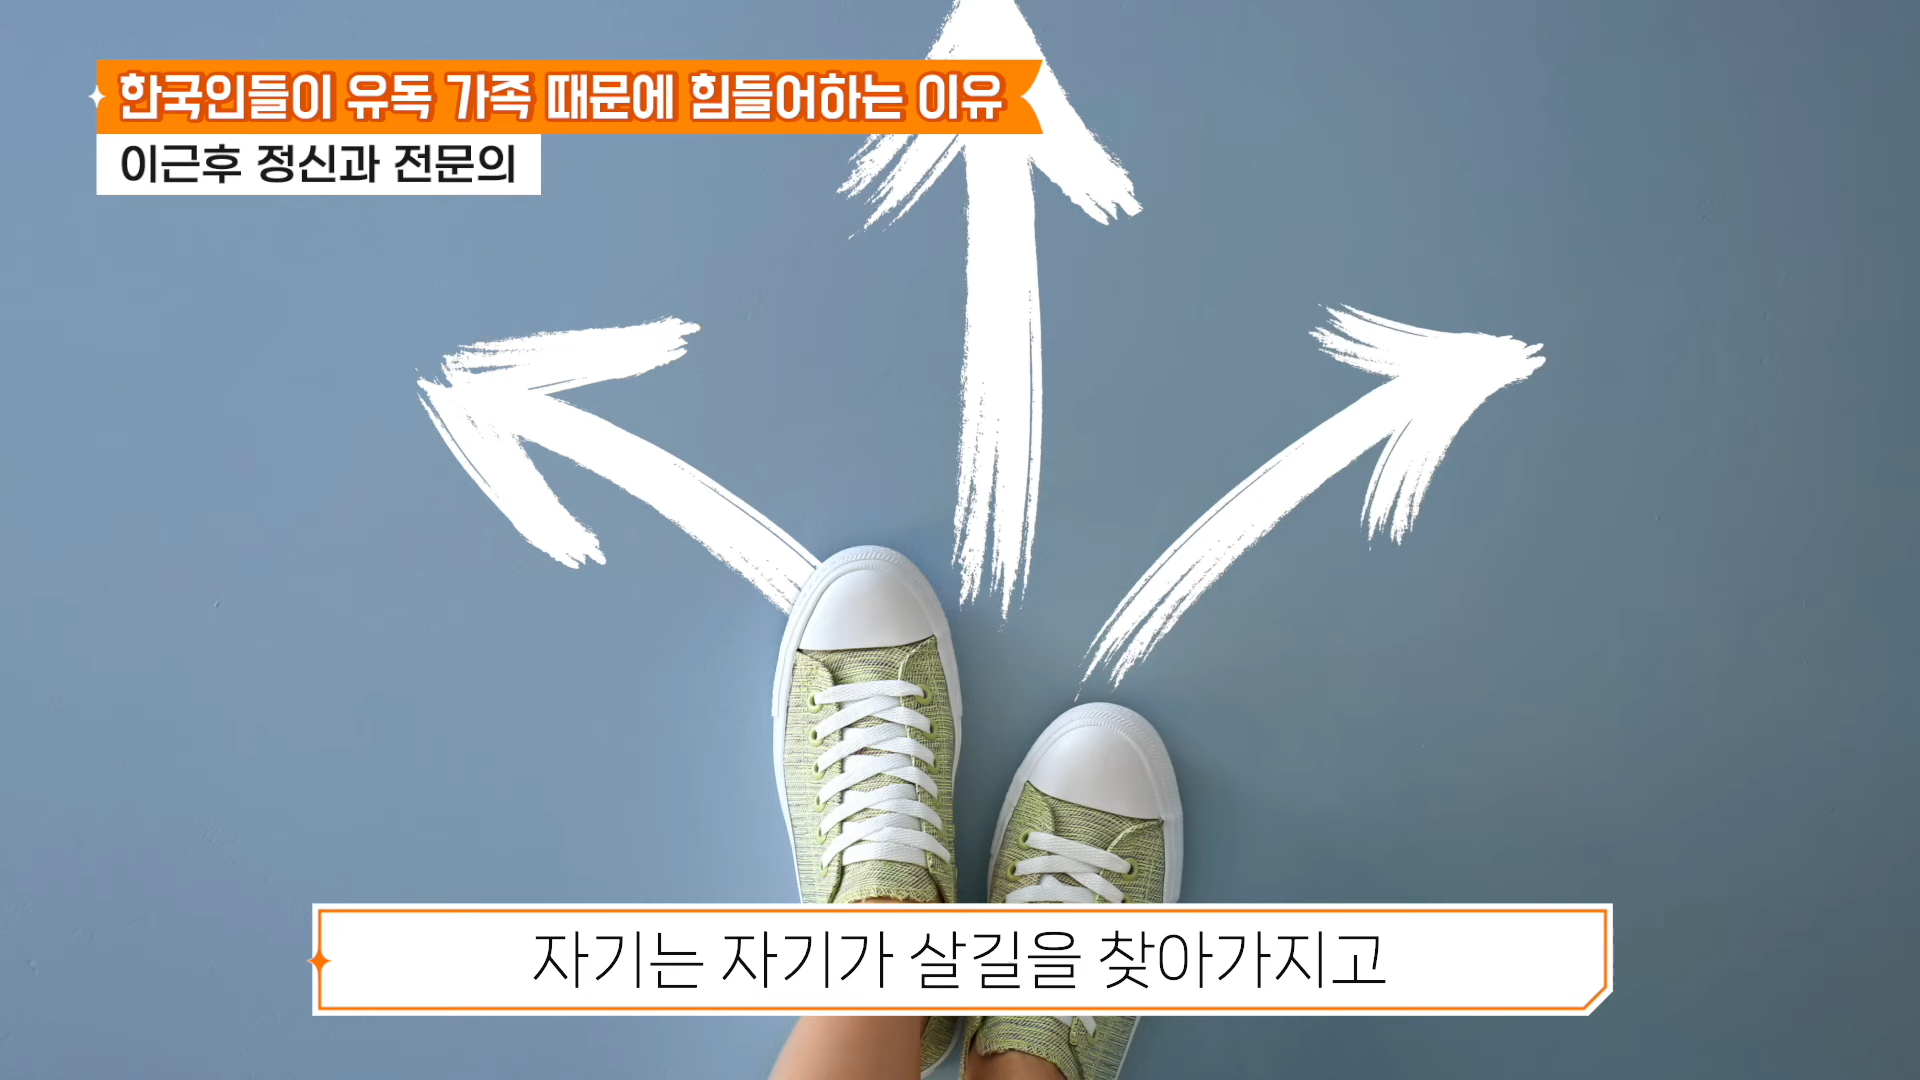 한국인들이 유독 가족 때문에 힘들어하는 이유
이근후 정신과 전문의
자기는 자기가 살길을 찾아가지고